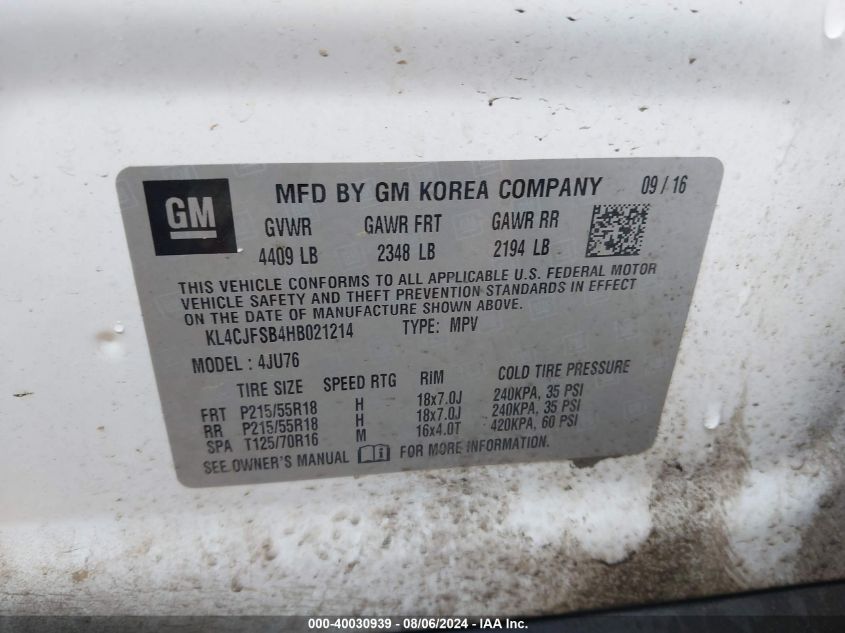 GM
MFD BY GM KOREA COMPANY 09/16
GVWR GAWR FRT GAWR RR
4409 LB 2348 LB 2194 LB
THIS VEHICLE CONFORMS TO ALL APPLICABLE U.S. FEDERAL MOTOR
VEHICLE SAFETY AND THEFT PREVENTION STANDARDS IN EFFECT
ON THE DATE OF MANUFACTURE SHOWN ABOVE.
KL4CJFSB4HB021214 TYPE: MPV
MODEL: 4JU76
TIRE SIZE SPEED RTG RIM COLD TIRE PRESSURE
FRT P215/55R18 H 18x7.0J 240KPA, 35 PSI
RR P215/55R18 H 18x7.0J 240KPA, 35 PSI
SPA T125/70R16 M 16x4.0T 420KPA, 60 PSI
SEE OWNER'S MANUAL FOR MORE INFORMATION.
000-40030939 - 08/06/2024 - IAA Inc.